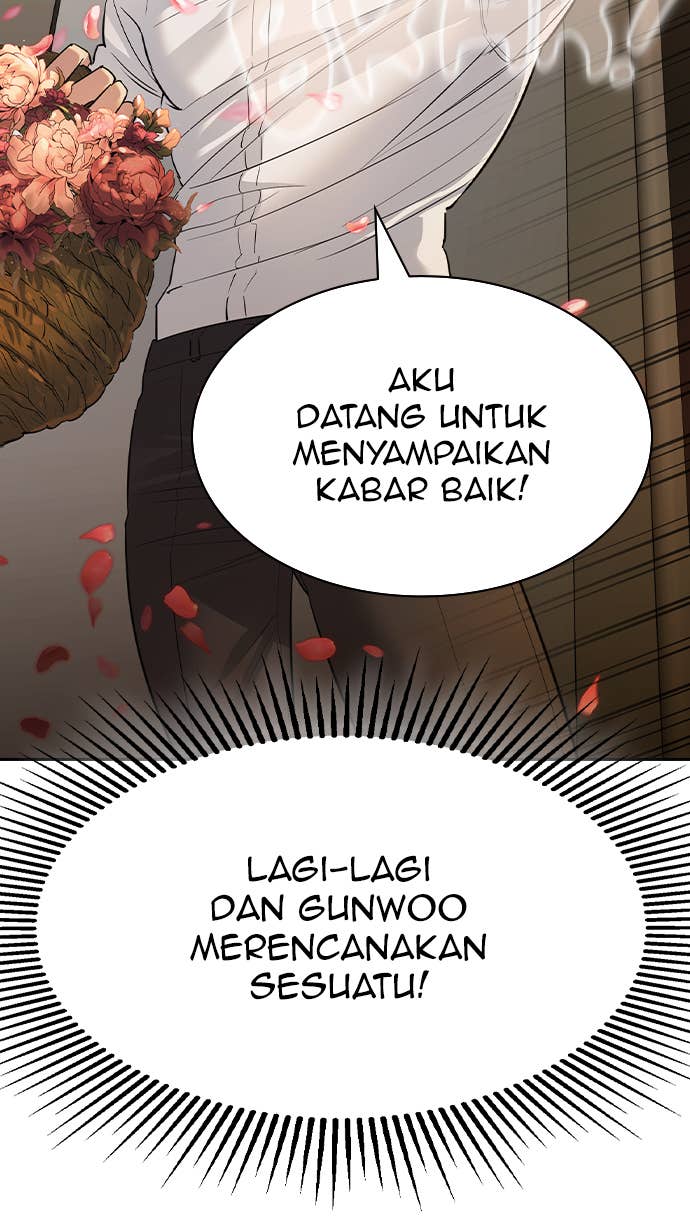 AKU
DATANG UNTUK
MENYAMPAIKAN
KABAR BAIK!
LAGI-LAGI
DAN GUNWOO
MERENCANAKAN
SESUATU!